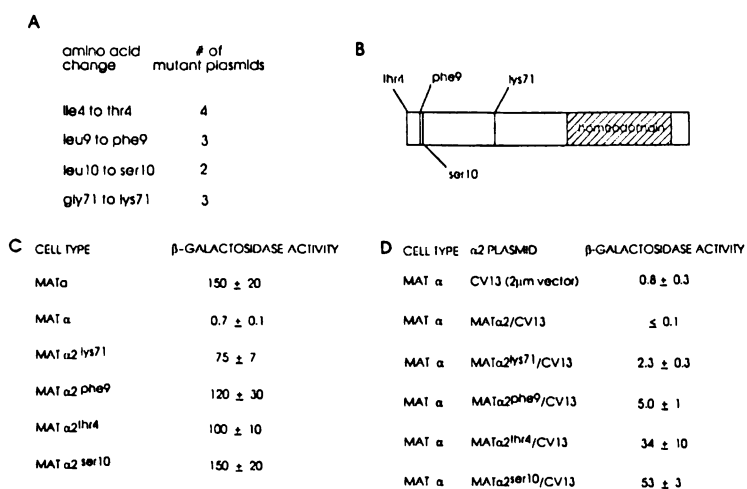 A
amino acid change # of mutant plasmids
Ile4 to thr4 4
leu9 to phe9 3
leu10 to ser10 2
gly71 to lys71 3
B
thr4 phe9 lys71
homeodomain
ser10
C CELL TYPE β-GALACTOSIDASE ACTIVITY
MATa 150 ± 20
MAT α 0.7 ± 0.1
MAT α2 lys71 75 ± 7
MAT α2 phe9 120 ± 30
MAT α2thr4 100 ± 10
MAT α2 ser10 150 ± 20
D CELL TYPE α2 PLASMID β-GALACTOSIDASE ACTIVITY
MAT α CV13 (2μm vector) 0.8 ± 0.3
MAT α MATα2/CV13 ≤ 0.1
MAT α MATα2lys71/CV13 2.3 ± 0.3
MAT α MATα2phe9/CV13 5.0 ± 1
MAT α MATα2thr4/CV13 34 ± 10
MAT α MATα2ser10/CV13 53 ± 3